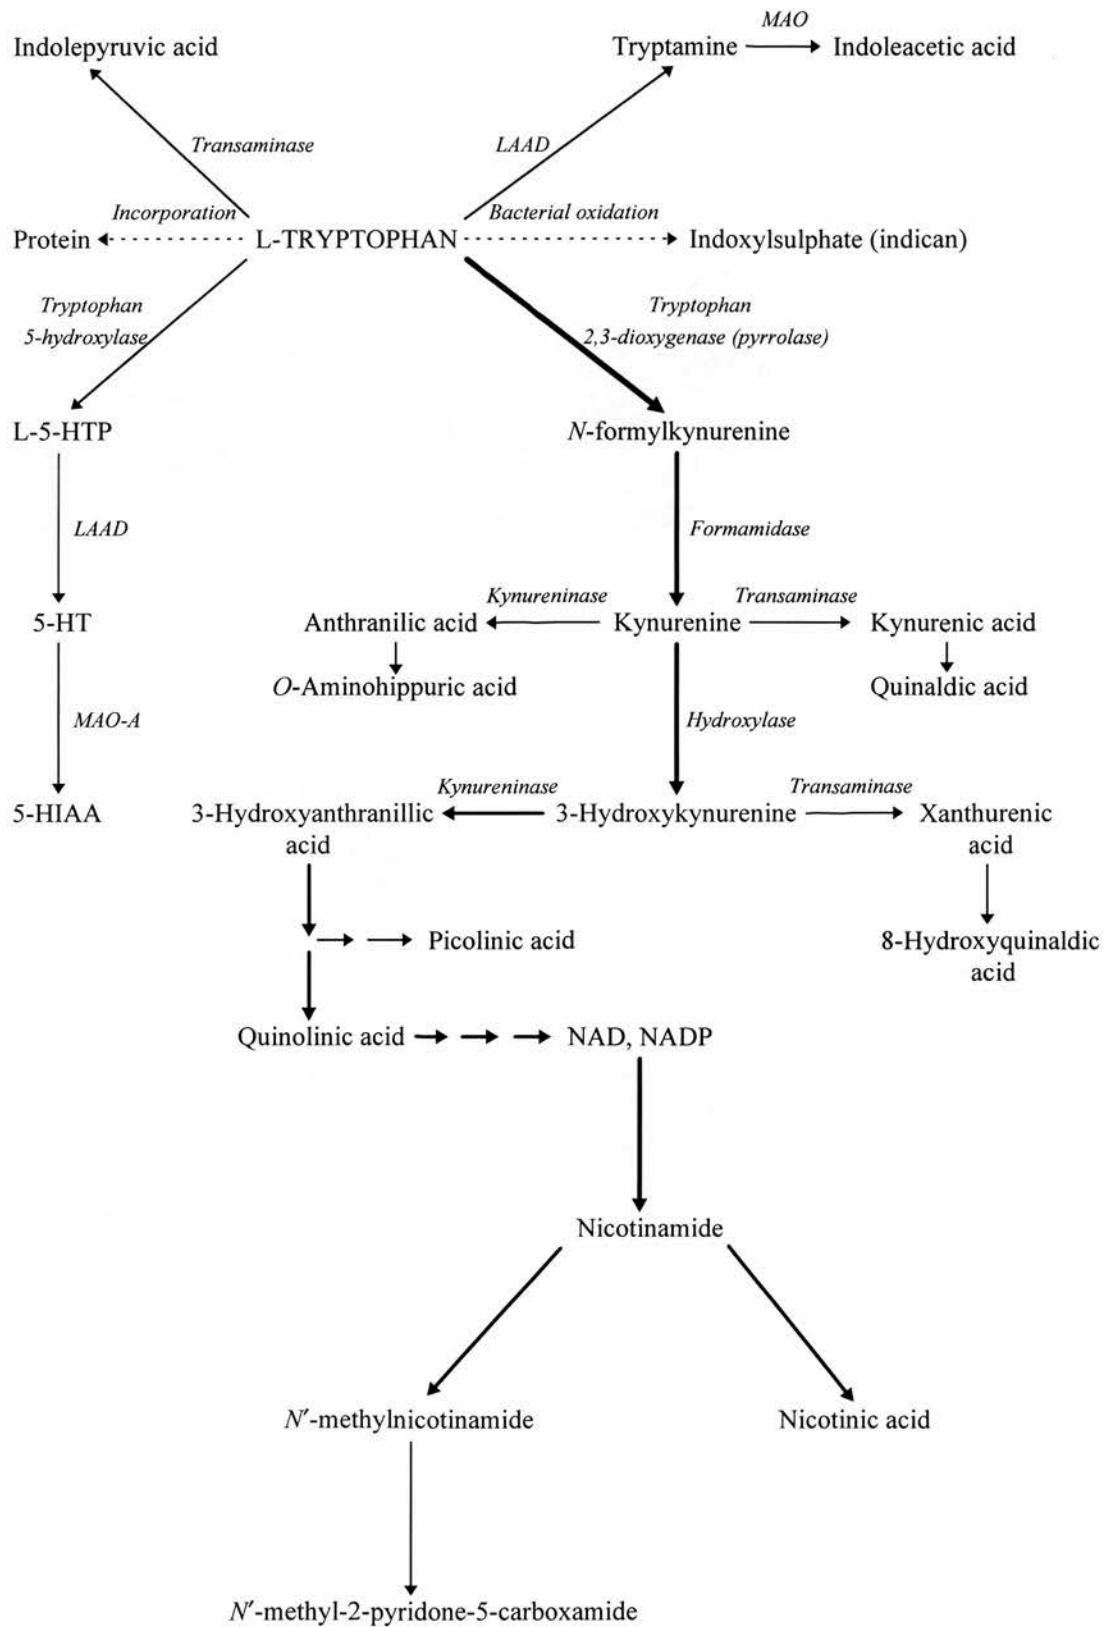 MAO
Indolepyruvic acid
Tryptamine
Indoleacetic acid
Transaminase
LAAD
Incorporation
Bacterial oxidation
Protein
L-TRYPTOPHAN
Indoxylsulphate (indican)
Tryptophan
5-hydroxylase
Tryptophan
2,3-dioxygenase (pyrrolase)
L-5-HTP
N-formylkynurenine
LAAD
Formamidase
Kynureninase
Transaminase
5-HT
Anthranilic acid
Kynurenine
Kynurenic acid
O-Aminohippuric acid
Quinaldic acid
MAO-A
Hydroxylase
Kynureninase
Transaminase
5-HIAA
3-Hydroxyanthranillic
acid
3-Hydroxykynurenine
Xanthurenic
acid
Picolinic acid
8-Hydroxyquinaldic
acid
Quinolinic acid
NAD, NADP
Nicotinamide
N'-methylnicotinamide
Nicotinic acid
N'-methyl-2-pyridone-5-carboxamide